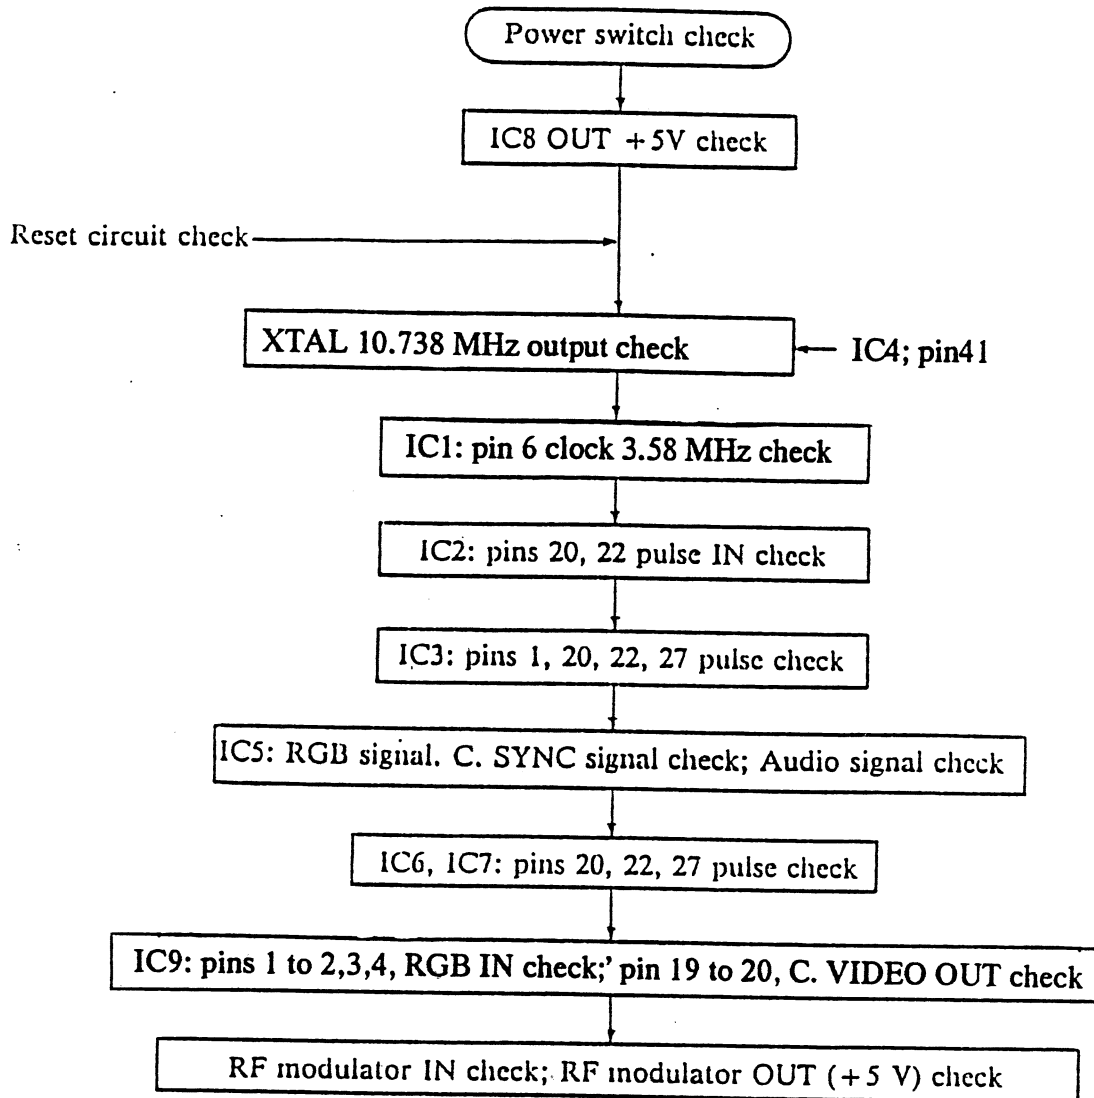 Power switch check
IC8 OUT +5V check
Reset circuit check
XTAL 10.738 MHz output check
IC4; pin41
IC1: pin 6 clock 3.58 MHz check
IC2: pins 20, 22 pulse IN check
IC3: pins 1, 20, 22, 27 pulse check
IC5: RGB signal. C. SYNC signal check; Audio signal check
IC6, IC7: pins 20, 22, 27 pulse check
IC9: pins 1 to 2,3,4, RGB IN check;' pin 19 to 20, C. VIDEO OUT check
RF modulator IN check; RF modulator OUT (+5 V) check